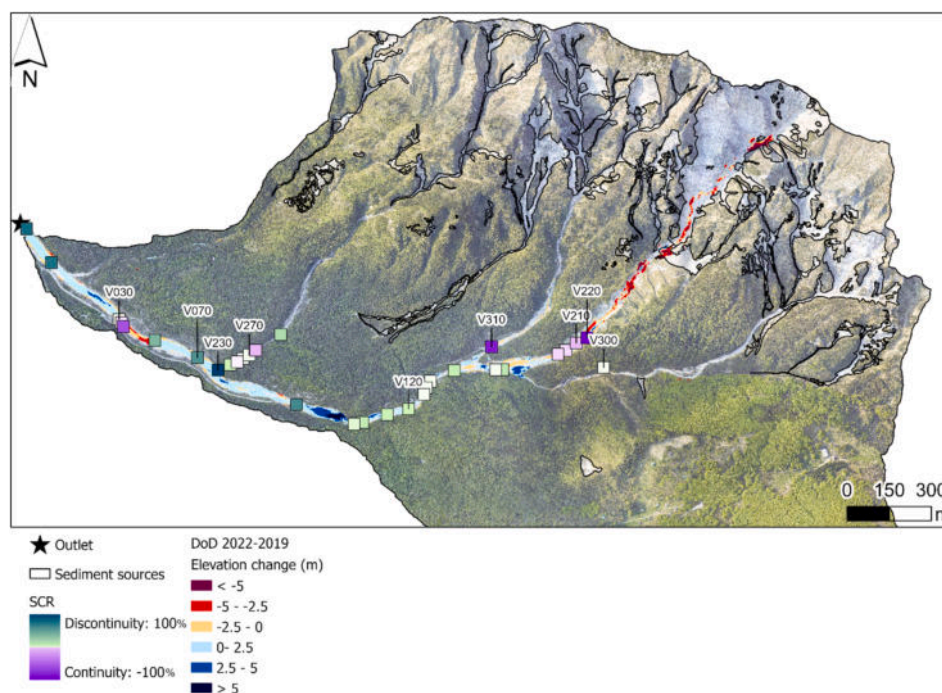 N
V030
V070
V230
V270
V310
V220
V210
V300
V120
0 150 300
m
Outlet
Sediment sources
SCR
Discontinuity: 100%
Continuity: -100%
DoD 2022-2019
Elevation change (m)
< -5
-5 - -2.5
-2.5 - 0
0- 2.5
2.5 - 5
> 5